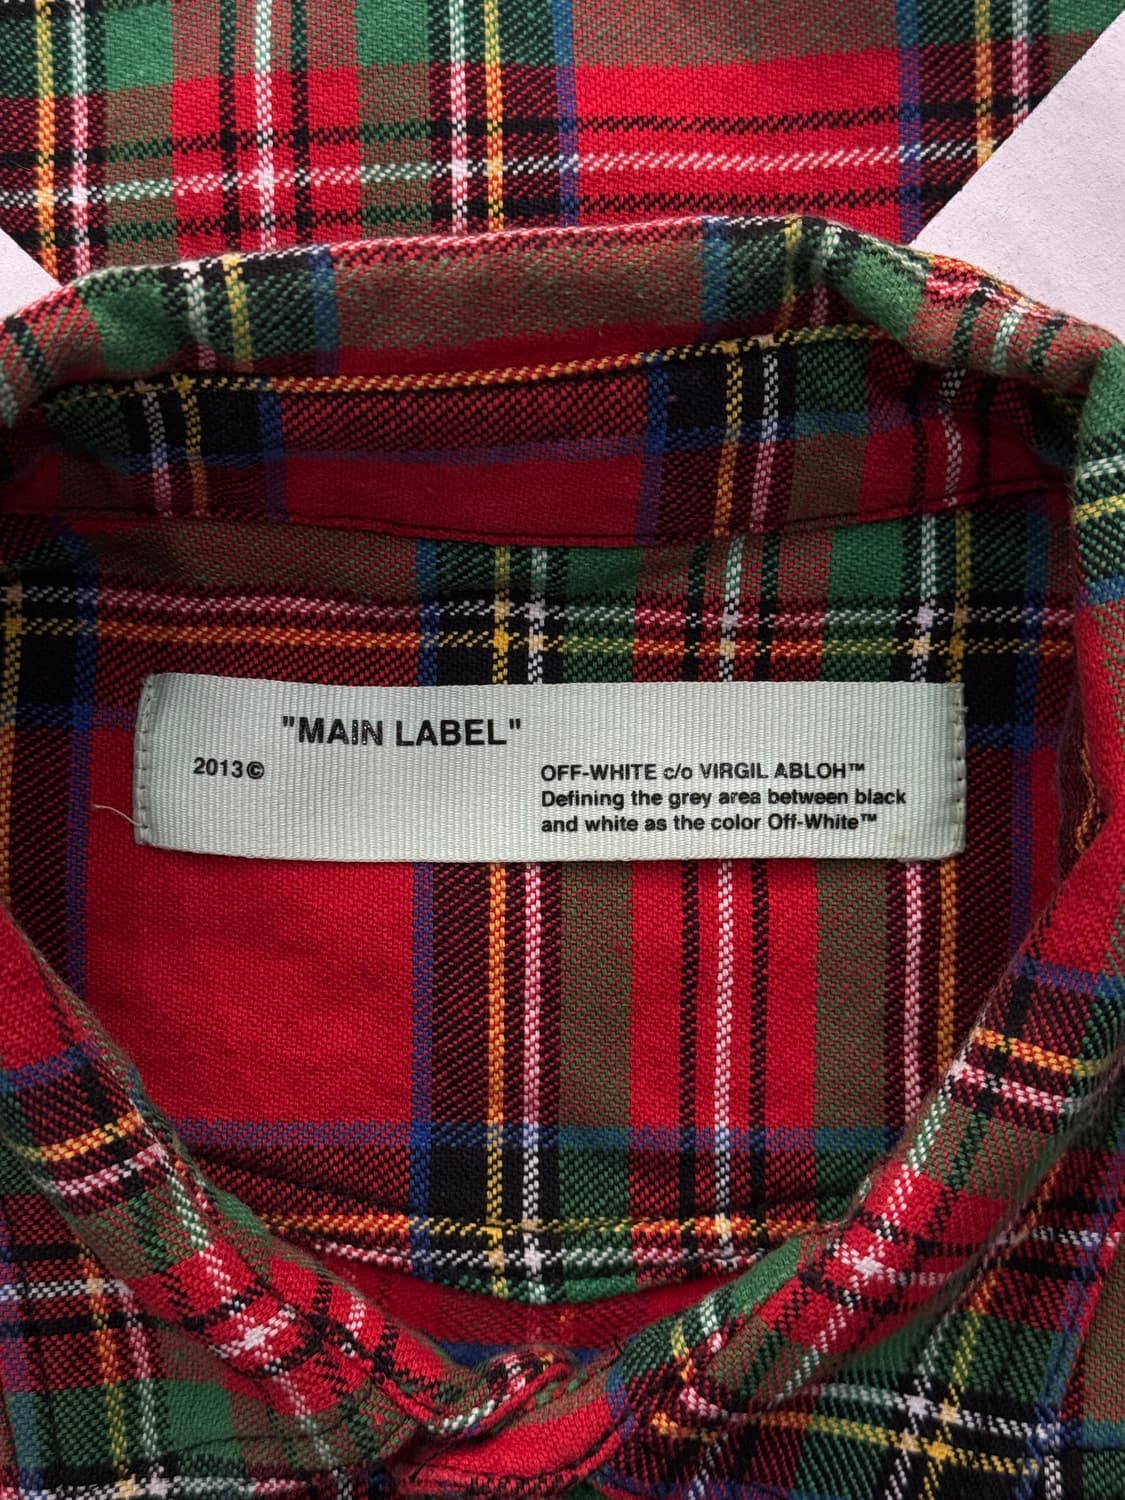 "MAIN LABEL"
2013©
OFF-WHITE c/o VIRGIL ABLOH™
Defining the grey area between black
and white as the color Off-White™